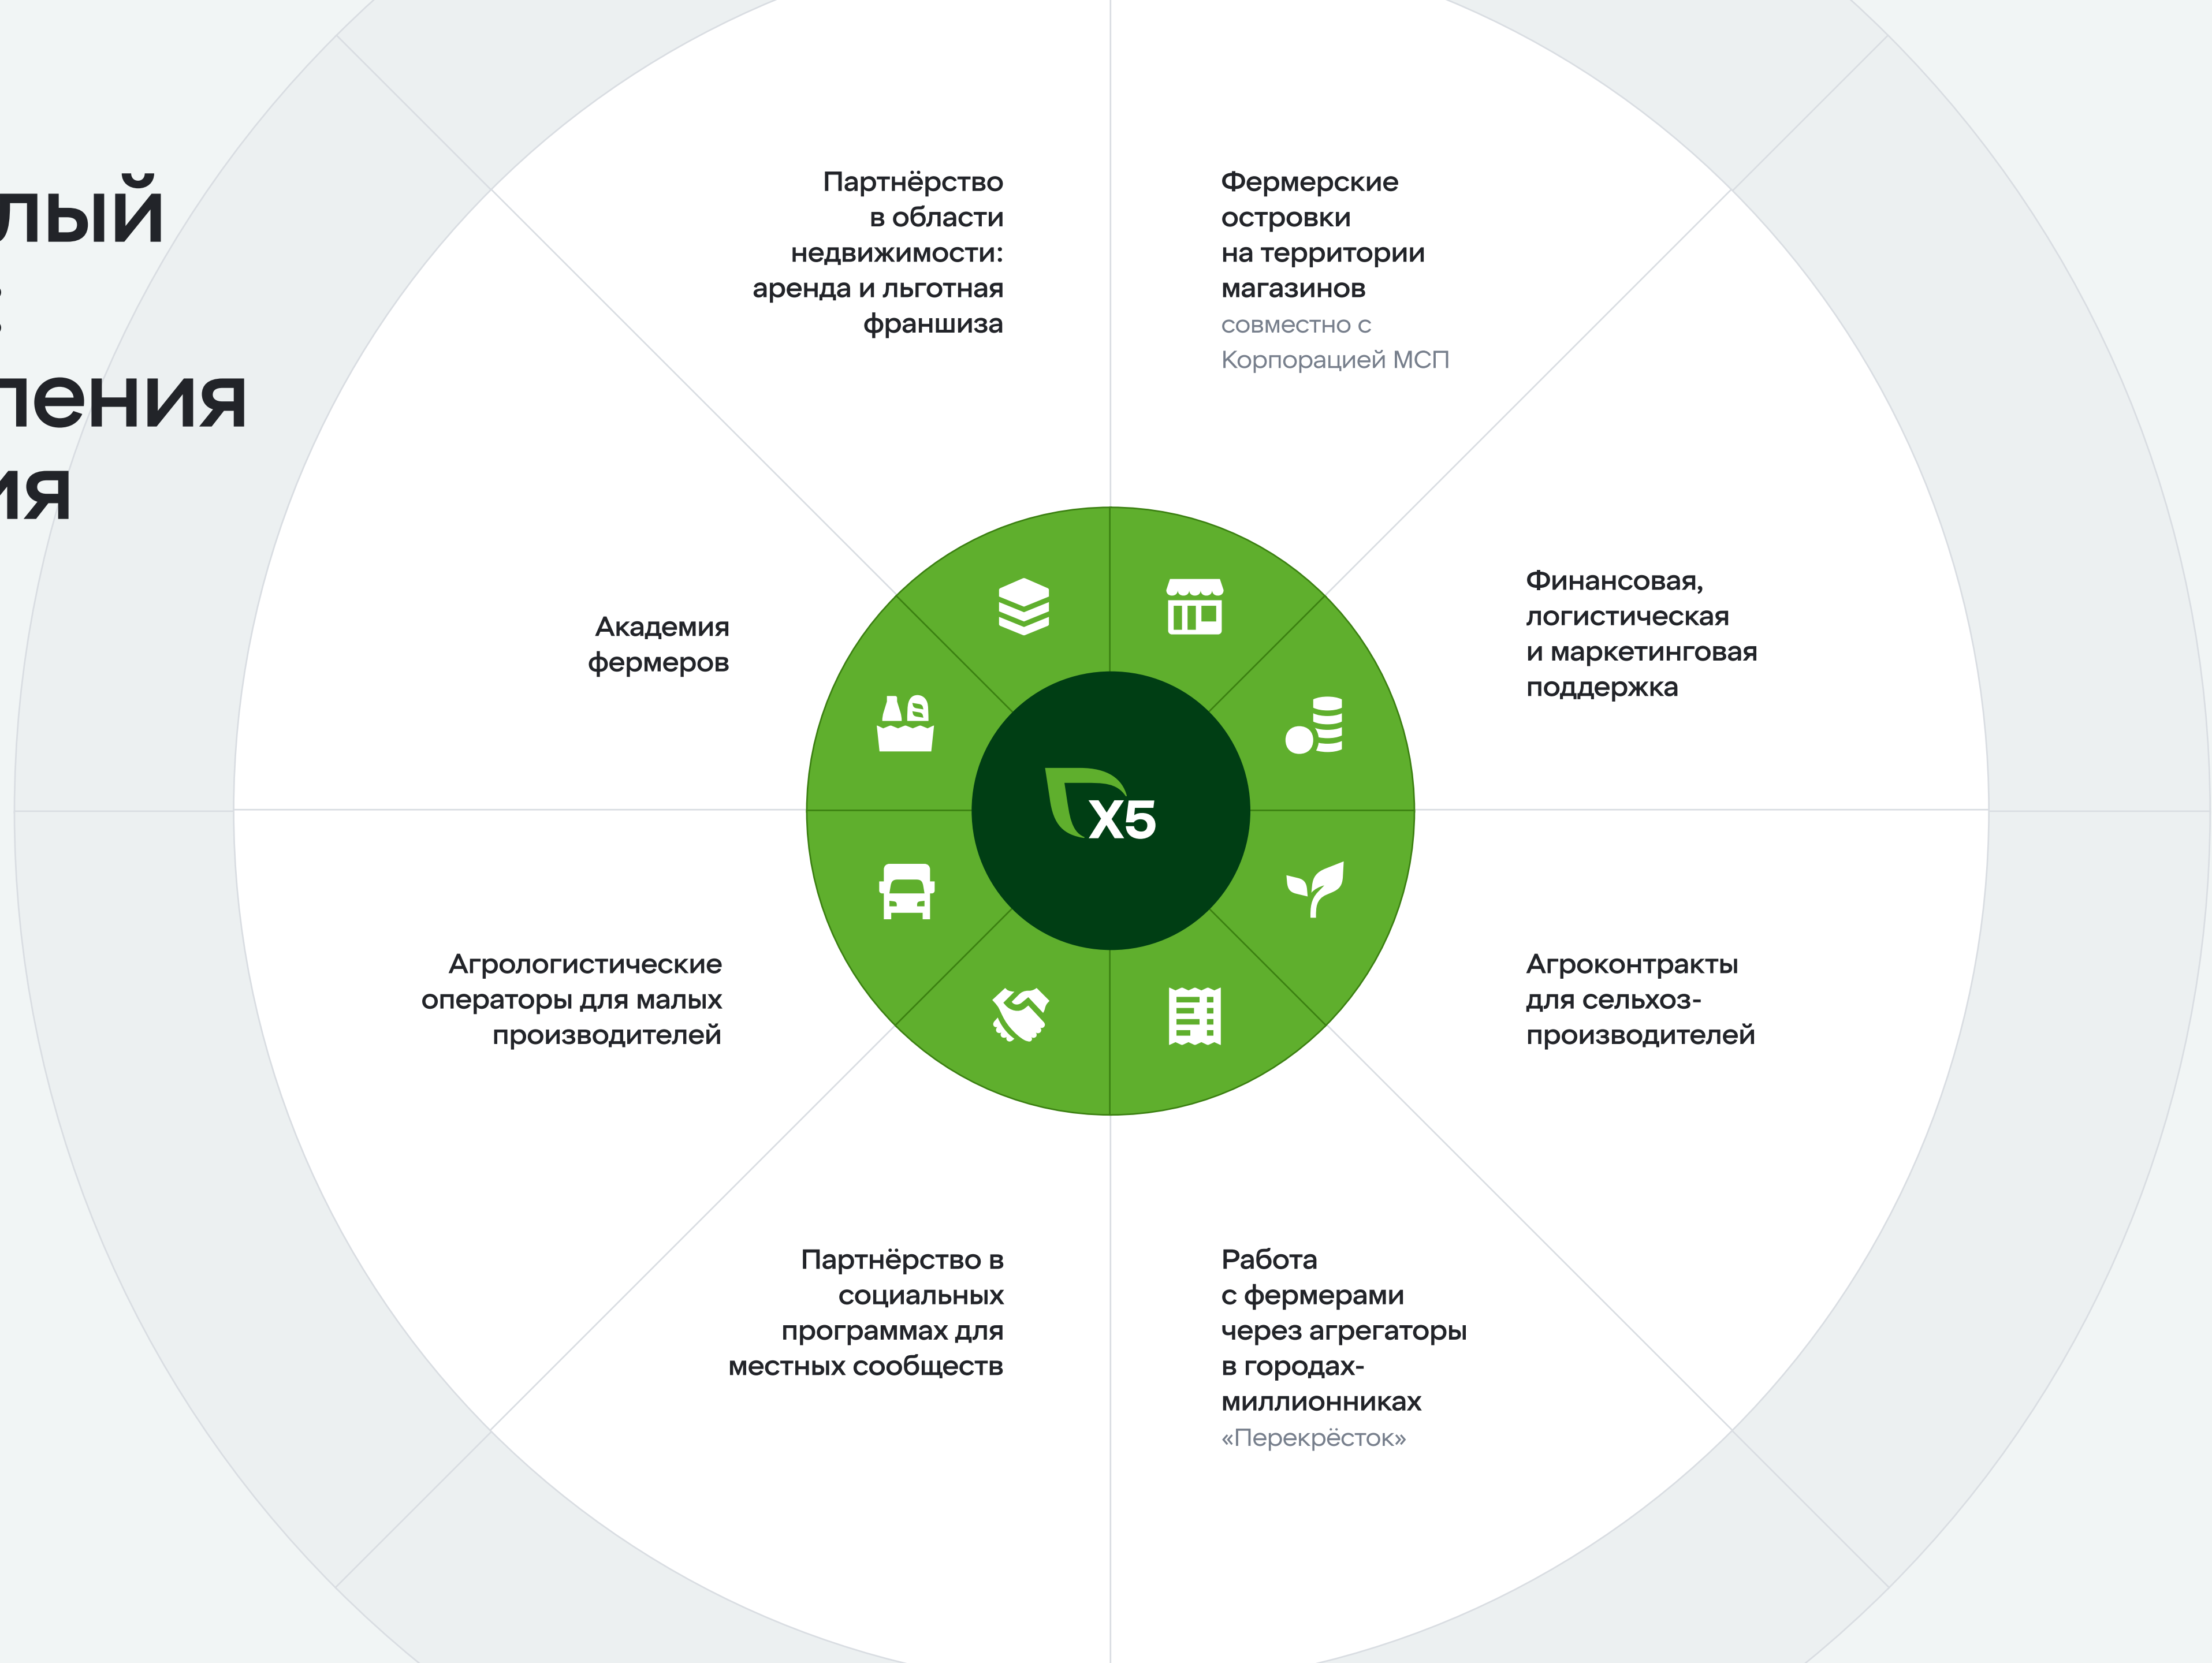 лый
:
ления
ия
Партнёрство
в области
недвижимости:
аренда и льготная
франшиза
Фермерские
островки
на территории
магазинов
совместно с
Корпорацией МСП
Финансовая,
логистическая
и маркетинговая
поддержка
Агроконтракты
для сельхоз-
производителей
Работа
с фермерами
через агрегаторы
в городах-
миллионниках
«Перекрёсток»
Партнёрство в
социальных
программах для
местных сообществ
Агрологистические
операторы для малых
производителей
Академия
фермеров
X5